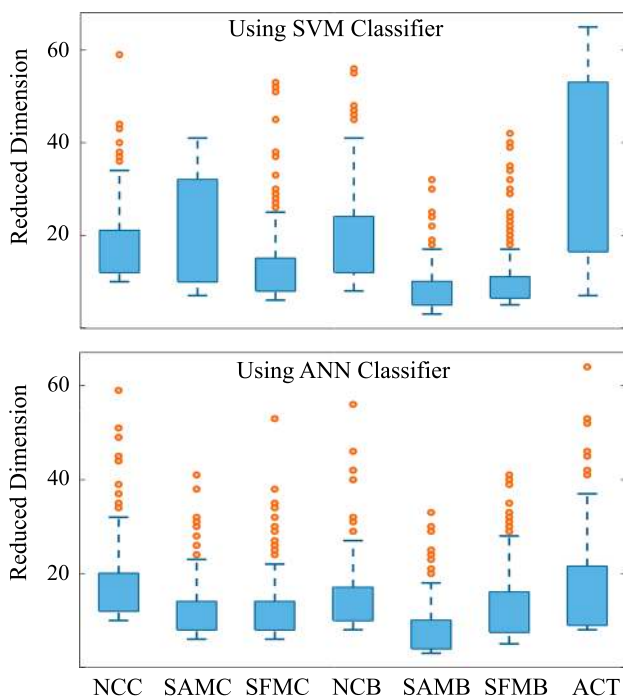 Using SVM Classifier
Reduced Dimension
60
40
20
Using ANN Classifier
Reduced Dimension
60
40
20
NCC SAMC SFMC NCB SAMB SFMB ACT